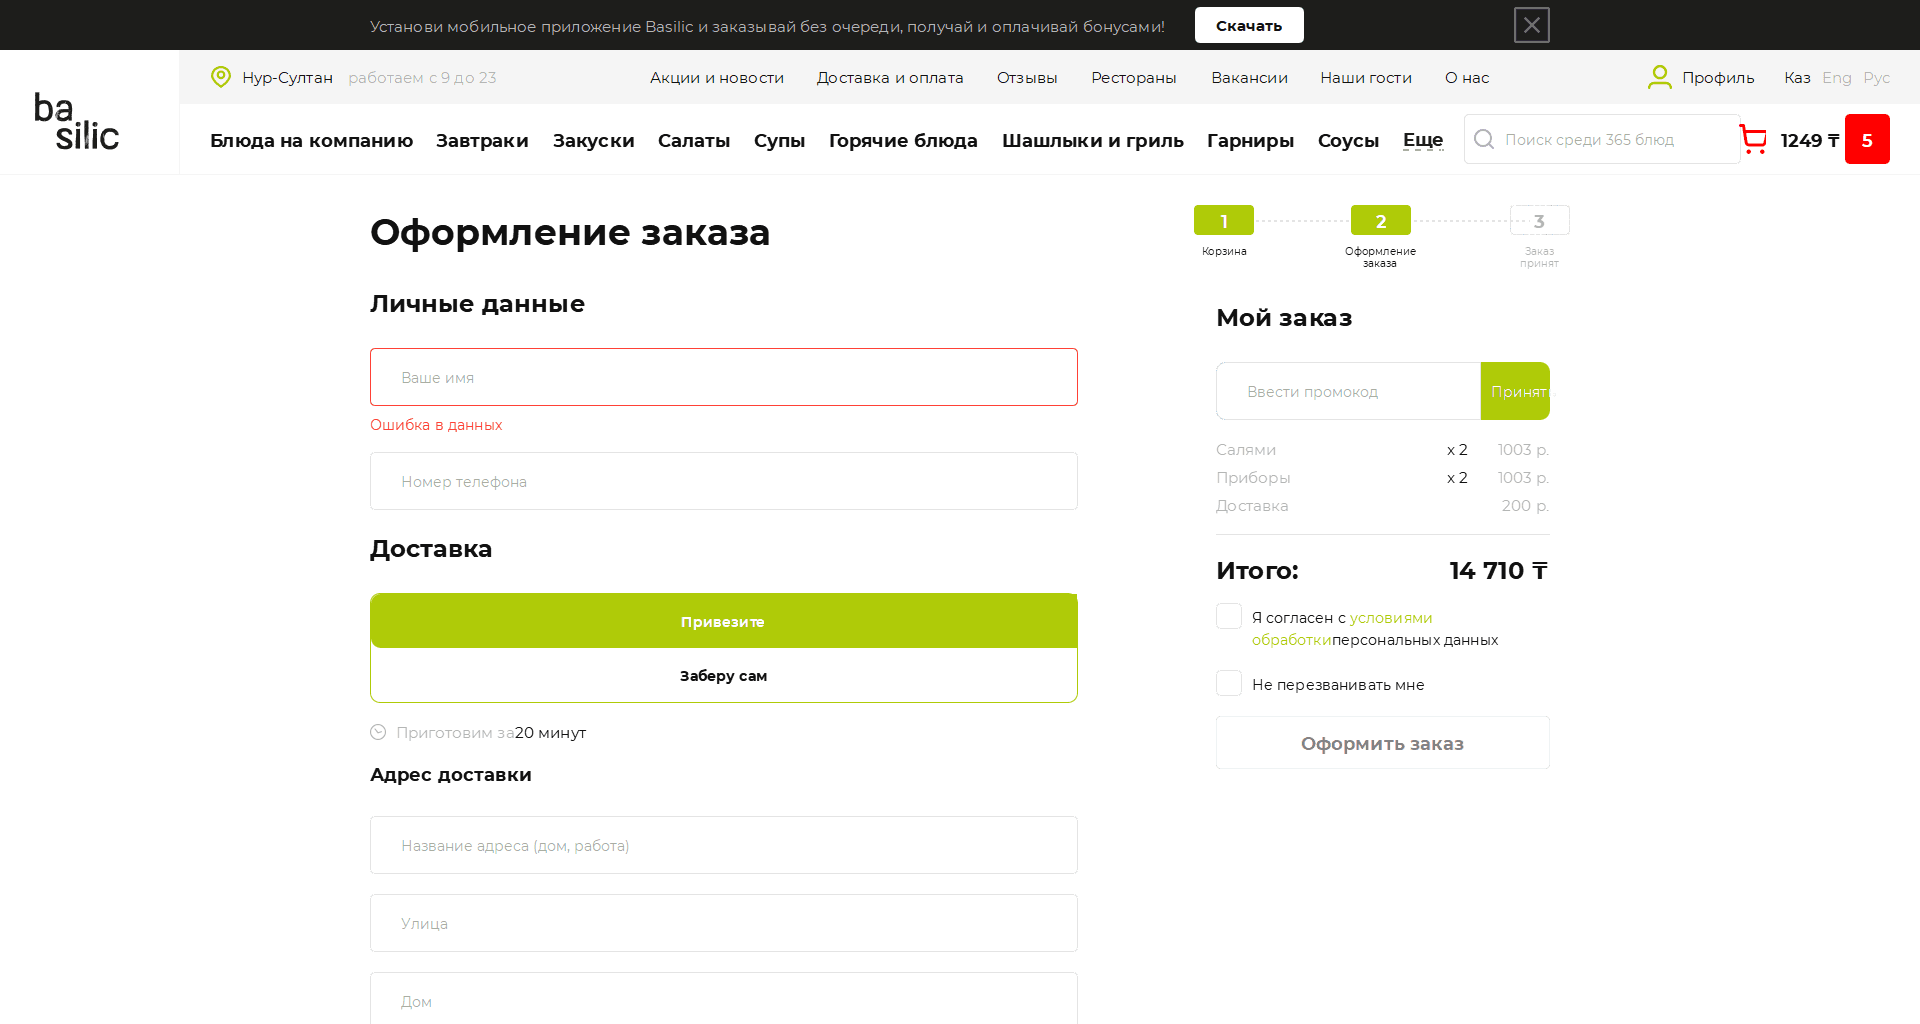 Установи мобильное приложение Basilic и заказывай без очереди, получай и оплачивай бонусами!
Скачать
ba
silic
Нур-Султан работаем с 9 до 23
Акции и новости Доставка и оплата Отзывы Рестораны Вакансии Наши гости О нас
Профиль Каз Eng Рус
Блюда на компанию Завтраки Закуски Салаты Супы Горячие блюда Шашлыки и гриль Гарниры Соусы Еще
Поиск среди 365 блюд
1249 ₸ 5
Оформление заказа
1 2 3
Корзина
Оформление
заказа
Заказ
принят
Личные данные
Ваше имя
Ошибка в данных
Номер телефона
Доставка
Привезите
Заберу сам
Приготовим за20 минут
Адрес доставки
Название адреса (дом, работа)
Улица
Дом
Мой заказ
Ввести промокод
Принять
Салями x 2 1003 р.
Приборы x 2 1003 р.
Доставка 200 р.
Итого: 14 710 ₸
Я согласен с условиями
обработкиперсональных данных
Не перезванивать мне
Оформить заказ